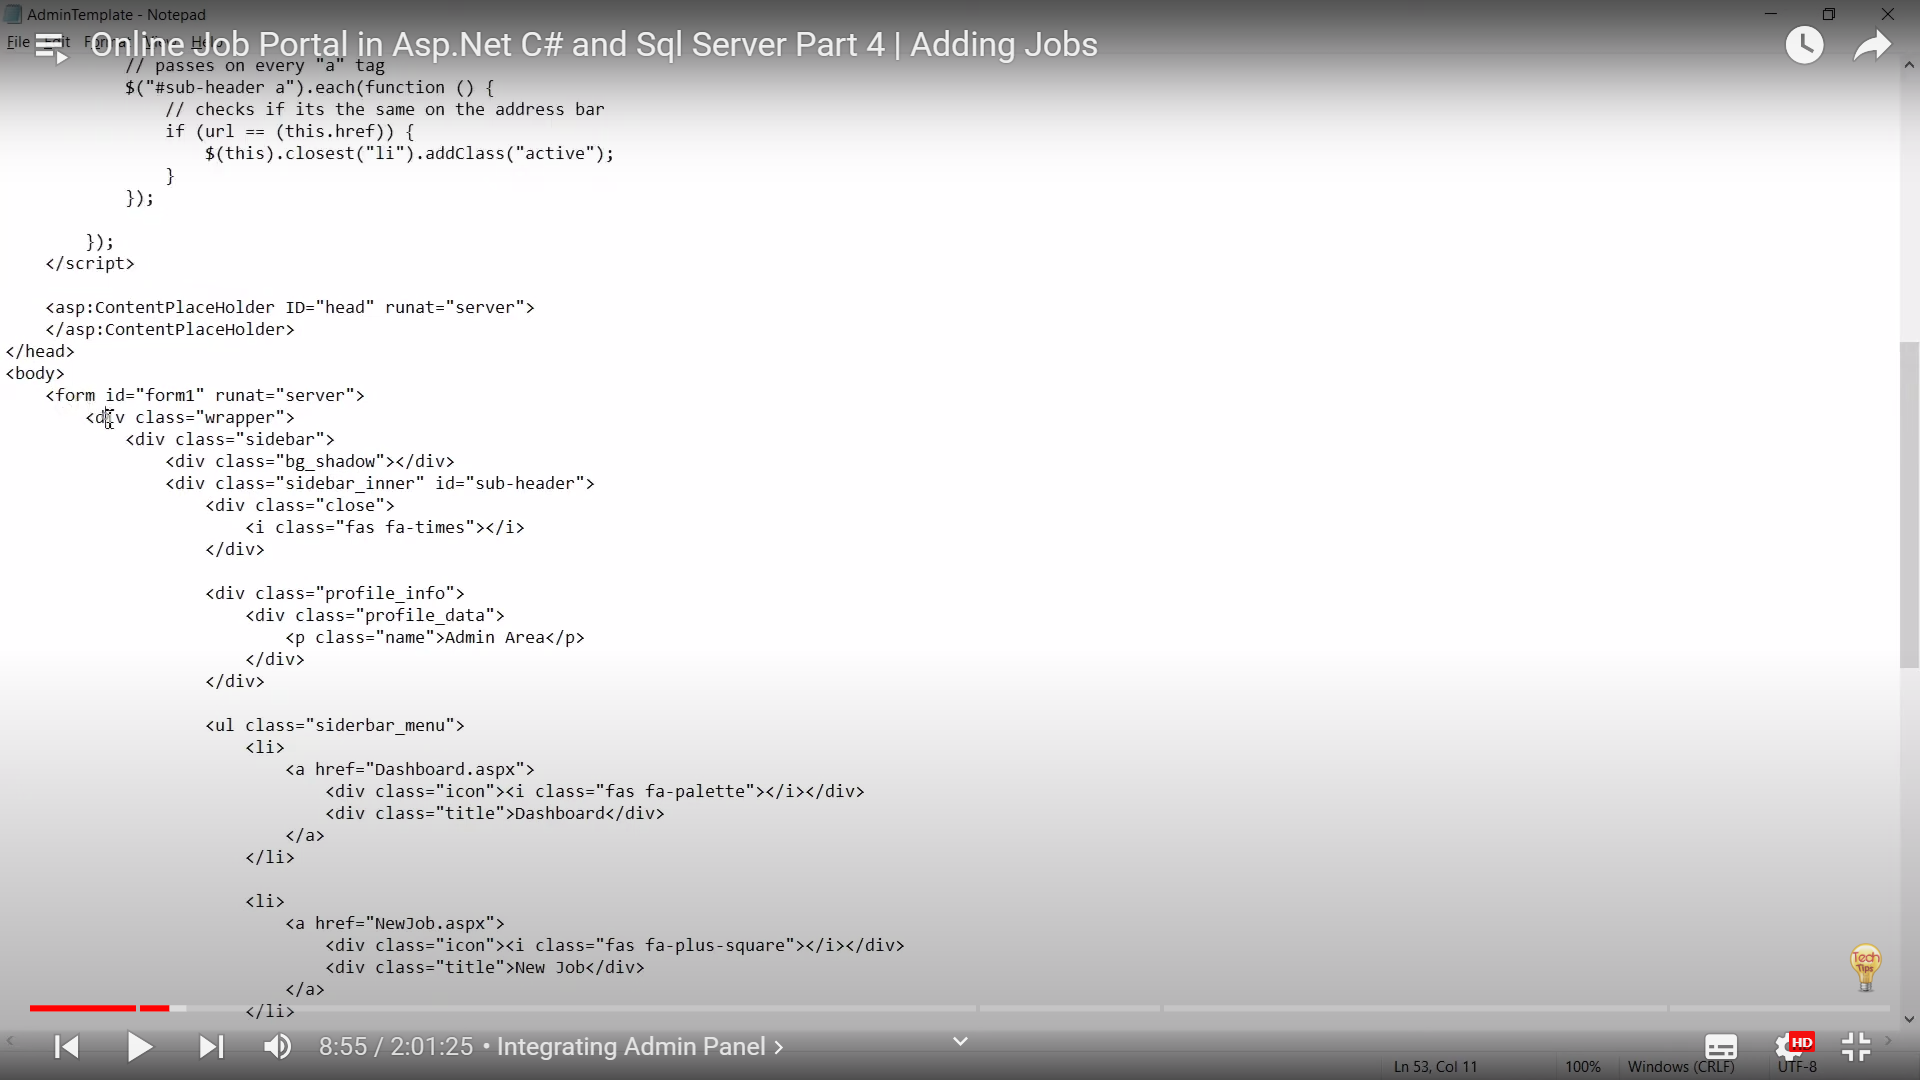 AdminTemplate - Notepad
File Edit Format View Help
Online Job Portal in Asp.Net C# and Sql Server Part 4 | Adding Jobs
// passes on every "a" tag
$("#sub-header a").each(function () {
// checks if its the same on the address bar
if (url == (this.href)) {
$(this).closest("li").addClass("active");
}
});
});
</script>
<asp:ContentPlaceHolder ID="head" runat="server">
</asp:ContentPlaceHolder>
</head>
<body>
<form id="form1" runat="server">
<div class="wrapper">
<div class="sidebar">
<div class="bg_shadow"></div>
<div class="sidebar_inner" id="sub-header">
<div class="close">
<i class="fas fa-times"></i>
</div>
<div class="profile_info">
<div class="profile_data">
<p class="name">Admin Area</p>
</div>
</div>
<ul class="siderbar_menu">
<li>
<a href="Dashboard.aspx">
<div class="icon"><i class="fas fa-palette"></i></div>
<div class="title">Dashboard</div>
</a>
</li>
<li>
<a href="NewJob.aspx">
<div class="icon"><i class="fas fa-plus-square"></i></div>
<div class="title">New Job</div>
</a>
</li>
Tech
Tips
8:55 / 2:01:25 • Integrating Admin Panel >
HD
Ln 53, Col 11 100% Windows (CRLF) UTF-8